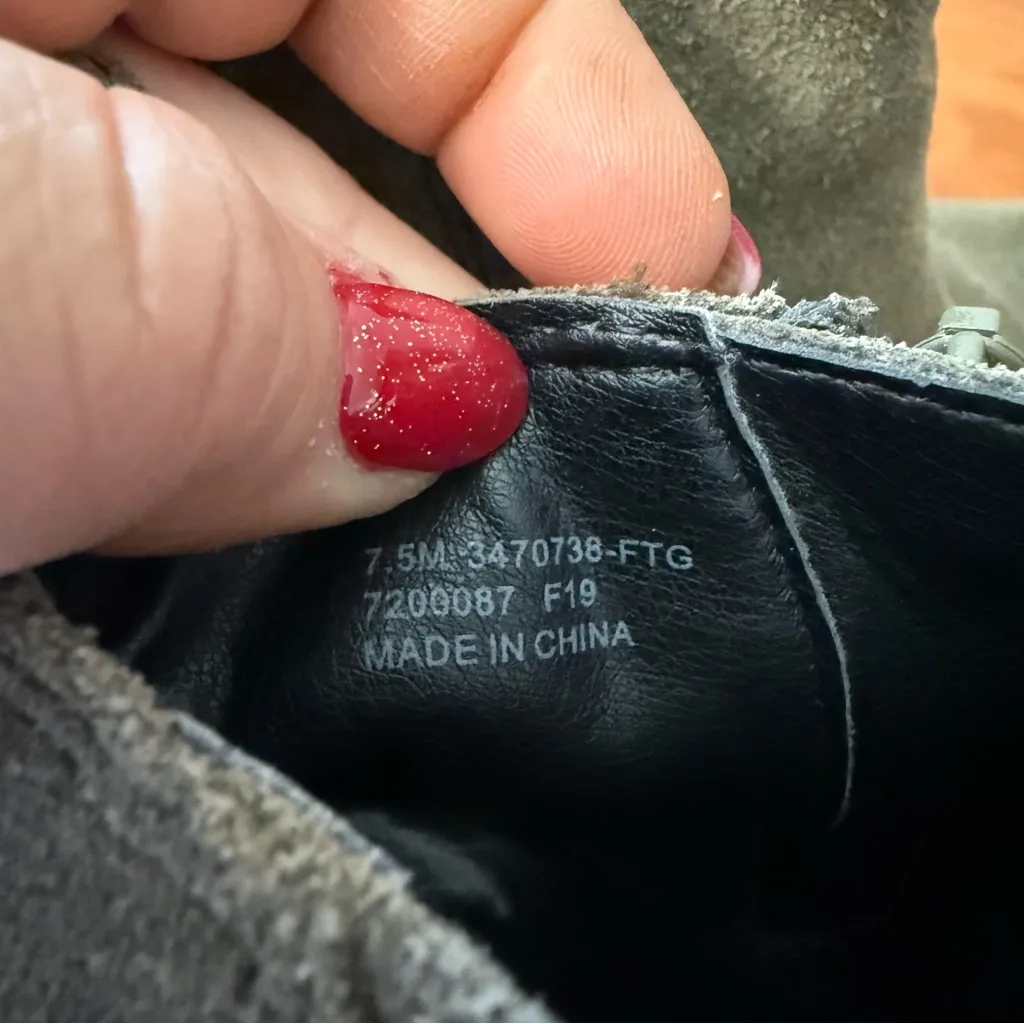 7.5M 3470738-FTG
7200087 F19
MADE IN CHINA